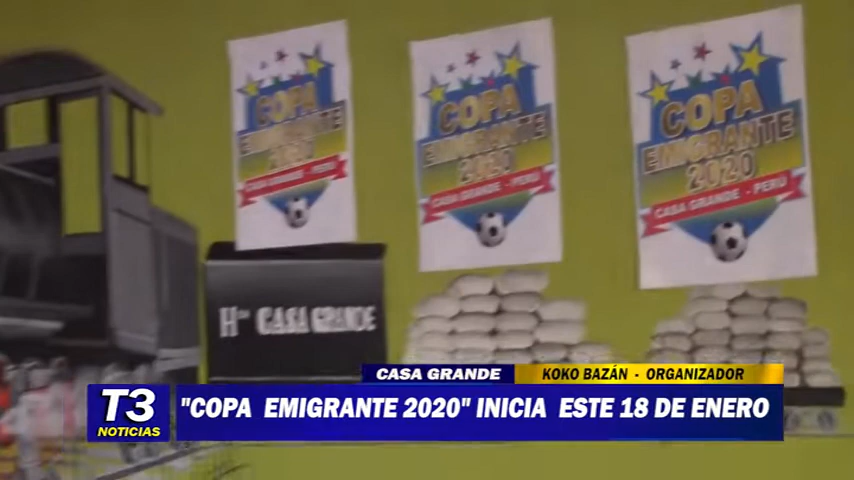 COPA
EMIGRANTE
2020
CASA GRANDE - PERÚ
COPA
EMIGRANTE
2020
CASA GRANDE - PERÚ
COPA
EMIGRANTE
2020
CASA GRANDE - PERÚ
Hda CASA GRANDE
CASA GRANDE
KOKO BAZÁN - ORGANIZADOR
T3
NOTICIAS
"COPA EMIGRANTE 2020" INICIA ESTE 18 DE ENERO